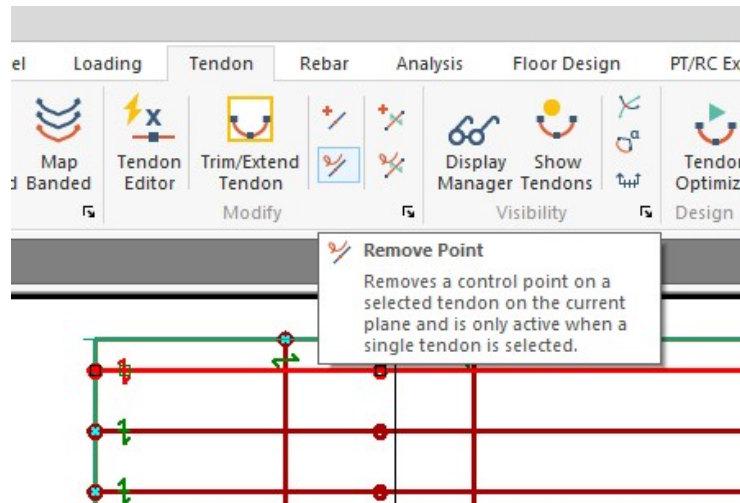 el Loading Tendon Rebar Analysis Floor Design PT/RC Ex
Map Tendon Trim/Extend Display Show Tendon
d Banded Editor Tendon Manager Tendons Optimiz
Modify Visibility Design
Remove Point
Removes a control point on a
selected tendon on the current
plane and is only active when a
single tendon is selected.